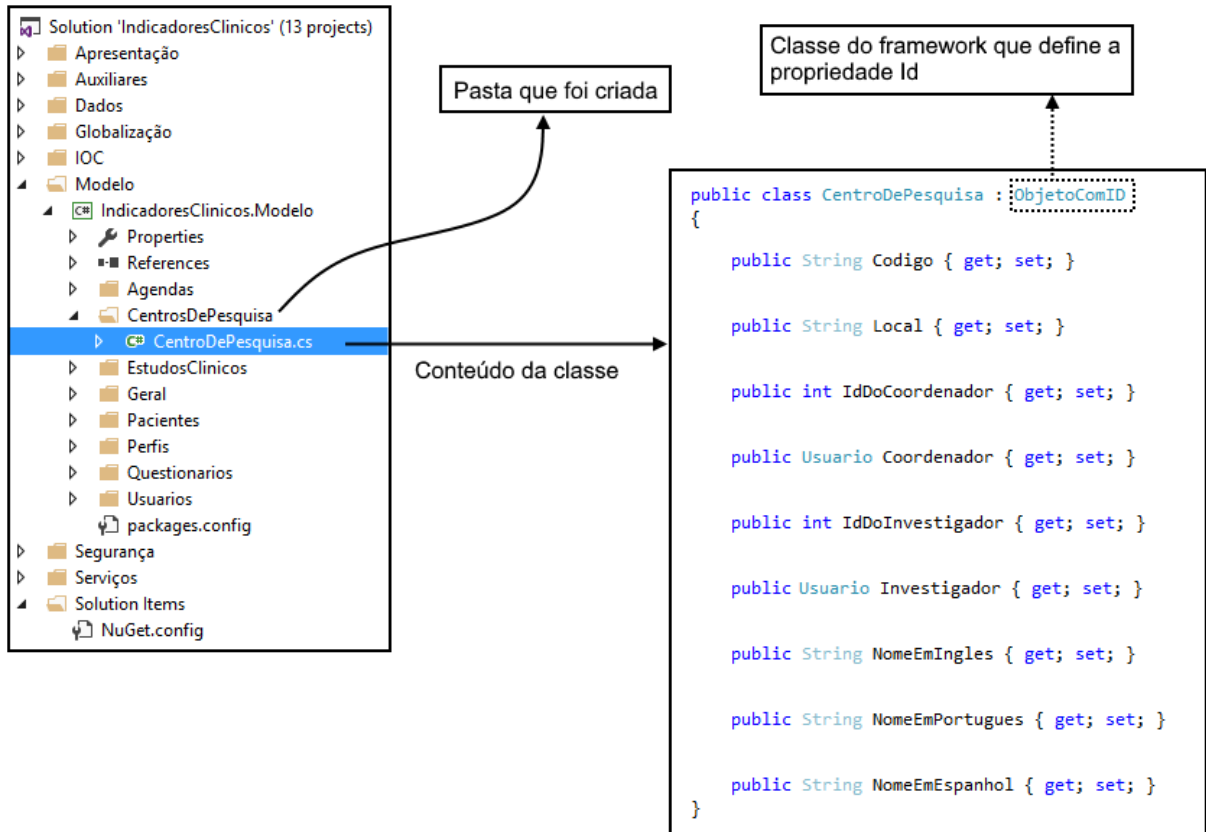 Solution 'IndicadoresClinicos' (13 projects)
Apresentação
Auxiliares
Dados
Globalização
IOC
Modelo
C# IndicadoresClinicos.Modelo
Properties
References
Agendas
CentrosDePesquisa
C# CentroDePesquisa.cs
EstudosClinicos
Geral
Pacientes
Perfis
Questionarios
Usuarios
packages.config
Segurança
Serviços
Solution Items
NuGet.config
Pasta que foi criada
Conteúdo da classe
Classe do framework que define a
propriedade Id
public class CentroDePesquisa : ObjetoComID
{
public String Codigo { get; set; }
public String Local { get; set; }
public int IdDoCoordenador { get; set; }
public Usuario Coordenador { get; set; }
public int IdDoInvestigador { get; set; }
public Usuario Investigador { get; set; }
public String NomeEmIngles { get; set; }
public String NomeEmPortugues { get; set; }
public String NomeEmEspanhol { get; set; }
}